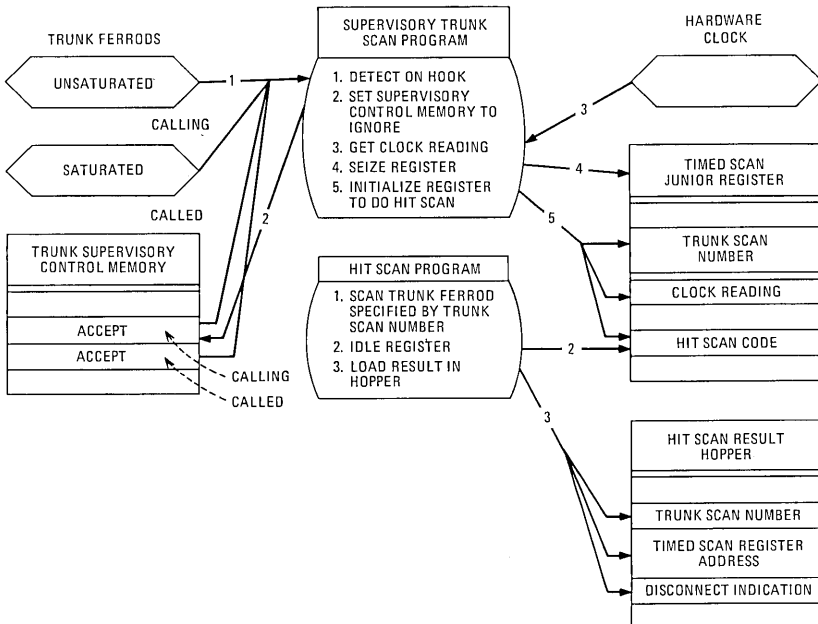 TRUNK FERRODS
UNSATURATED
CALLING
SATURATED
CALLED
1
2
TRUNK SUPERVISORY
CONTROL MEMORY
ACCEPT
ACCEPT
CALLING
CALLED
SUPERVISORY TRUNK
SCAN PROGRAM
1. DETECT ON HOOK
2. SET SUPERVISORY
CONTROL MEMORY TO
IGNORE
3. GET CLOCK READING
4. SEIZE REGISTER
5. INITIALIZE REGISTER
TO DO HIT SCAN
HIT SCAN PROGRAM
1. SCAN TRUNK FERROD
SPECIFIED BY TRUNK
SCAN NUMBER
2. IDLE REGISTER
3. LOAD RESULT IN
HOPPER
HARDWARE
CLOCK
3
4
5
2
3
TIMED SCAN
JUNIOR REGISTER
TRUNK SCAN
NUMBER
CLOCK READING
HIT SCAN CODE
HIT SCAN RESULT
HOPPER
TRUNK SCAN NUMBER
TIMED SCAN REGISTER
ADDRESS
DISCONNECT INDICATION